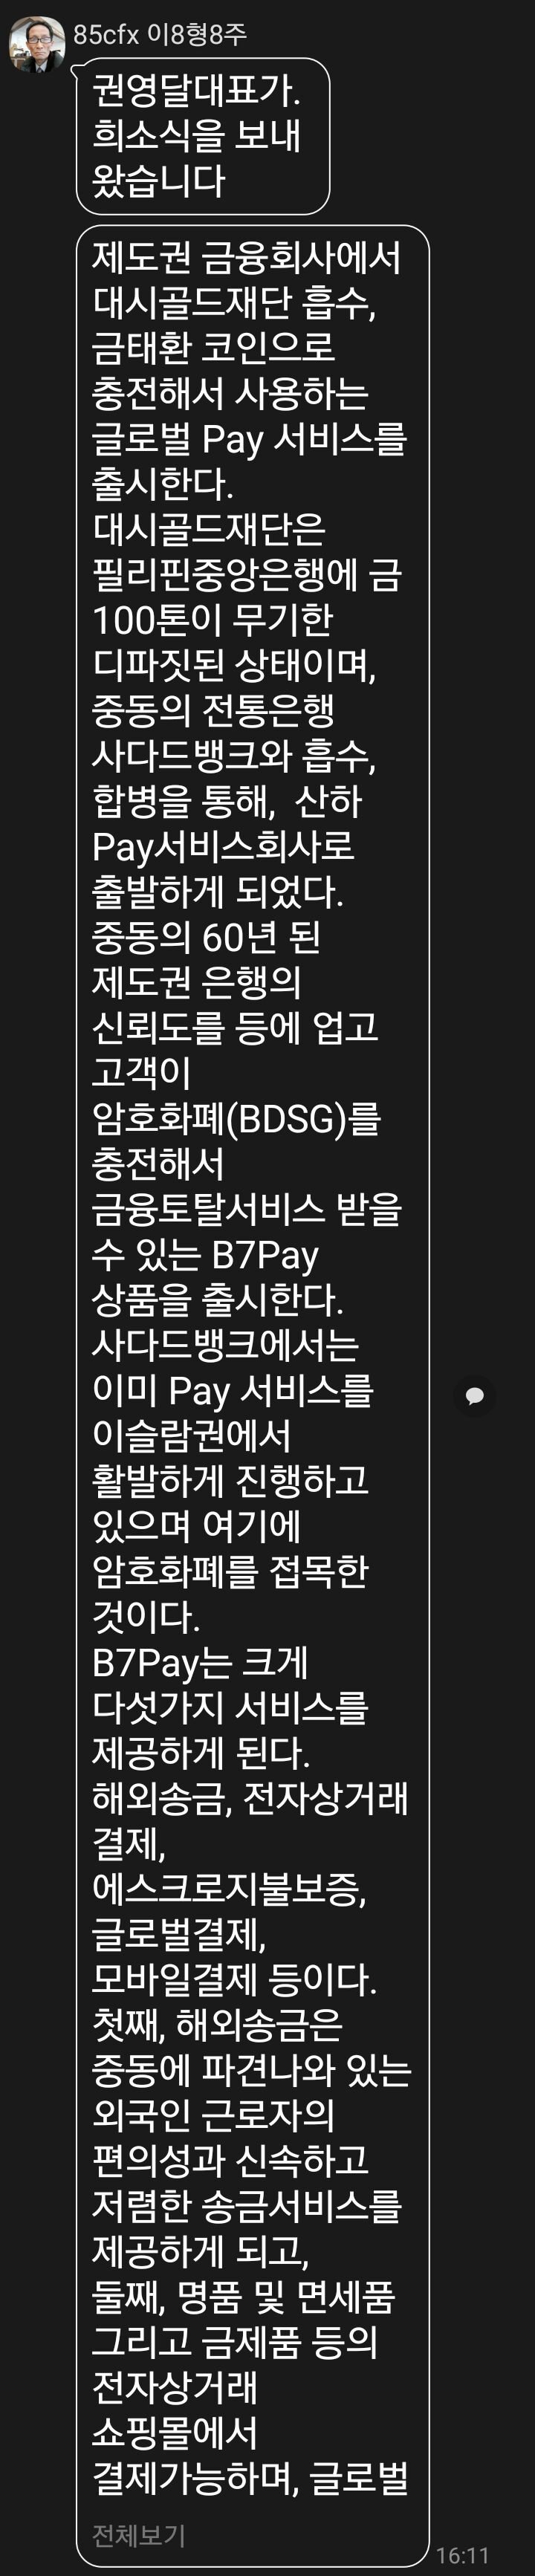 85cfx 이8형8주
권영달대표가.
희소식을 보내
왔습니다
제도권 금융회사에서
대시골드재단 흡수,
금태환 코인으로
충전해서 사용하는
글로벌 Pay 서비스를
출시한다.
대시골드재단은
필리핀중앙은행에 금
100톤이 무기한
디파짓된 상태이며,
중동의 전통은행
사다드뱅크와 흡수,
합병을 통해,  산하
Pay서비스회사로
출발하게 되었다.
중동의 60년 된
제도권 은행의
신뢰도를 등에 업고
고객이
암호화폐(BDSG)를
충전해서
금융토탈서비스 받을
수 있는 B7Pay
상품을 출시한다.
사다드뱅크에서는
이미 Pay 서비스를
이슬람권에서
활발하게 진행하고
있으며 여기에
암호화폐를 접목한
것이다.
B7Pay는 크게
다섯가지 서비스를
제공하게 된다.
해외송금, 전자상거래
결제,
에스크로지불보증,
글로벌결제,
모바일결제 등이다.
첫째, 해외송금은
중동에 파견나와 있는
외국인 근로자의
편의성과 신속하고
저렴한 송금서비스를
제공하게 되고,
둘째, 명품 및 면세품
그리고 금제품 등의
전자상거래
쇼핑몰에서
결제가능하며, 글로벌
전체보기
16:11